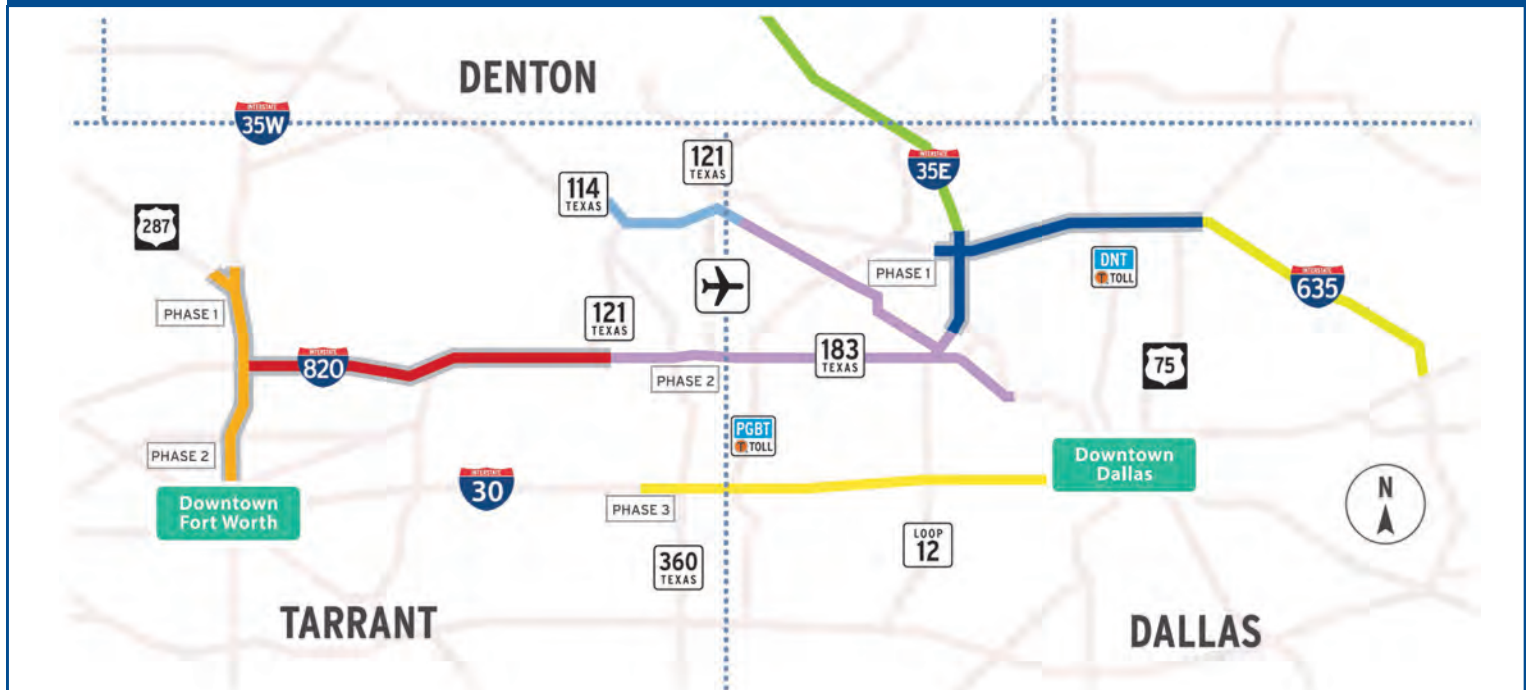 DENTON
INTERSTATE
35W
121
TEXAS
INTERSTATE
35E
114
TEXAS
287
PHASE 1
DNT
T TOLL
INTERSTATE
635
PHASE 1
121
TEXAS
INTERSTATE
820
183
TEXAS
75
PHASE 2
PGBT
T TOLL
PHASE 2
Downtown
Dallas
INTERSTATE
30
Downtown
Fort Worth
PHASE 3
N
LOOP
12
360
TEXAS
TARRANT
DALLAS